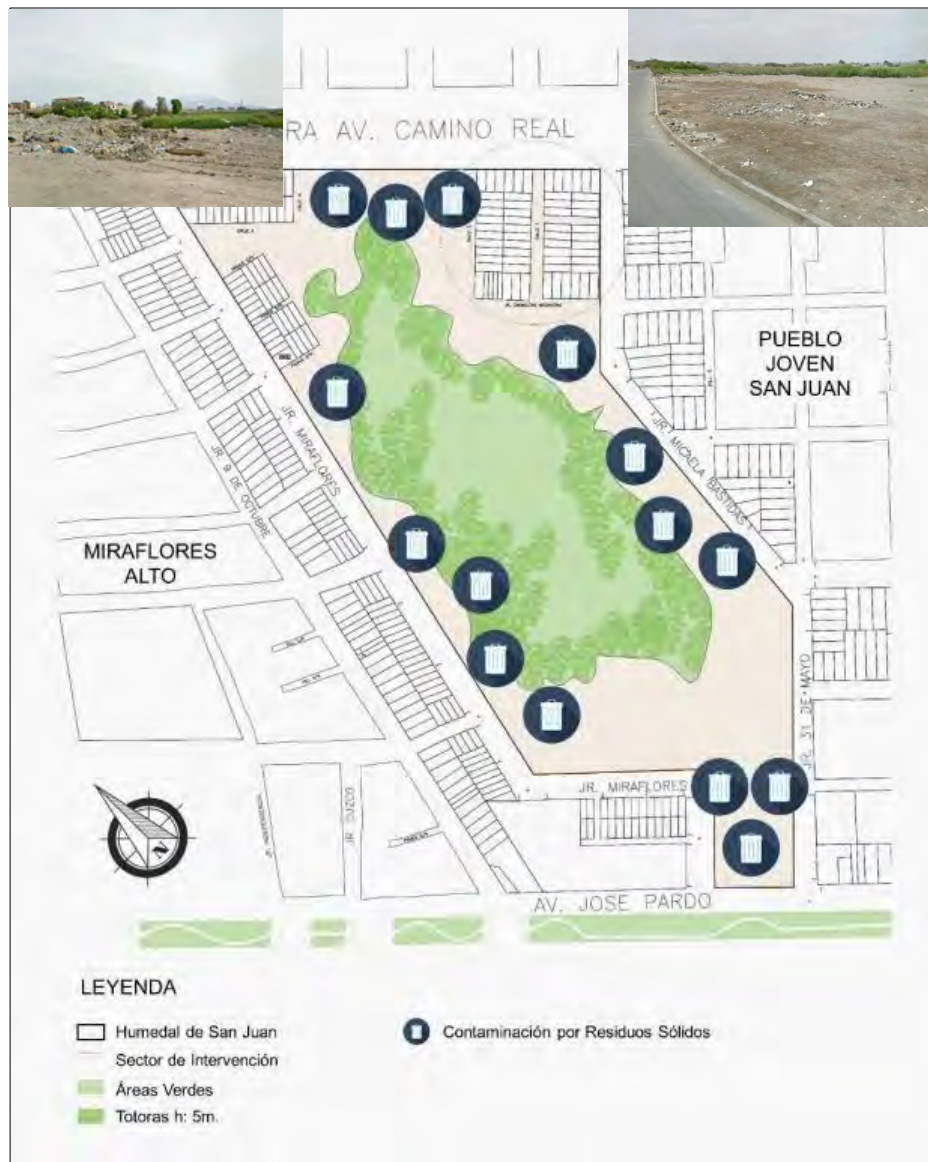 RA AV. CAMINO REAL
PUEBLO
JOVEN
SAN JUAN
JR. MICAELA BASTIDAS
JR. MIRAFLORES
JR. 9 DE OCTUBRE
MIRAFLORES
ALTO
JR. 31 DE MAYO
JR. MIRAFLORES
JR. CUZCO
N
AV. JOSE PARDO
LEYENDA
Humedal de San Juan
Sector de Intervención
Áreas Verdes
Totoras h: 5m.
Contaminación por Residuos Sólidos